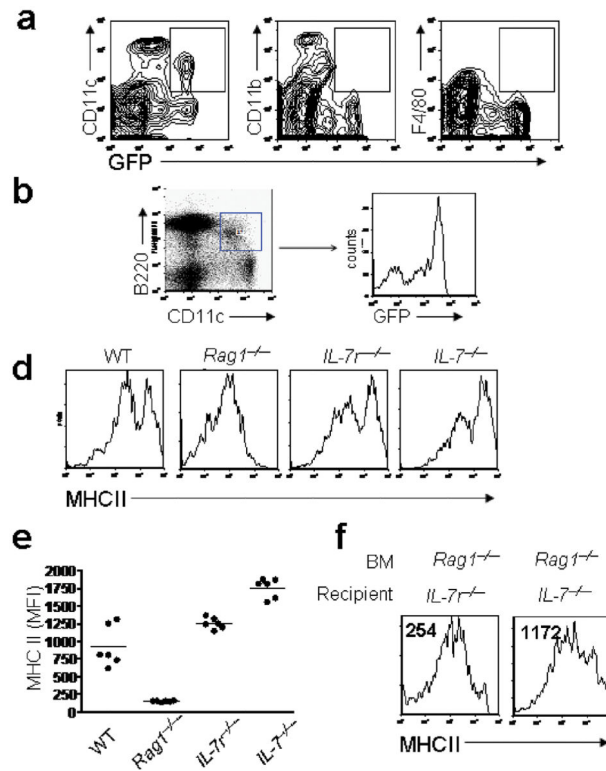 a
CD11c
CD11b
F4/80
GFP
b
B220
CD11c
counts
GFP
d
WT
Rag1–/–
IL-7r–/–
IL-7–/–
MHCII
e
MHC II (MFI)
2000
1750
1500
1250
1000
750
500
250
0
WT
Rag1–/–
IL-7r–/–
IL-7–/–
f
BM
Rag1–/–
Rag1–/–
Recipient
IL-7r–/–
IL-7–/–
254
1172
MHCII